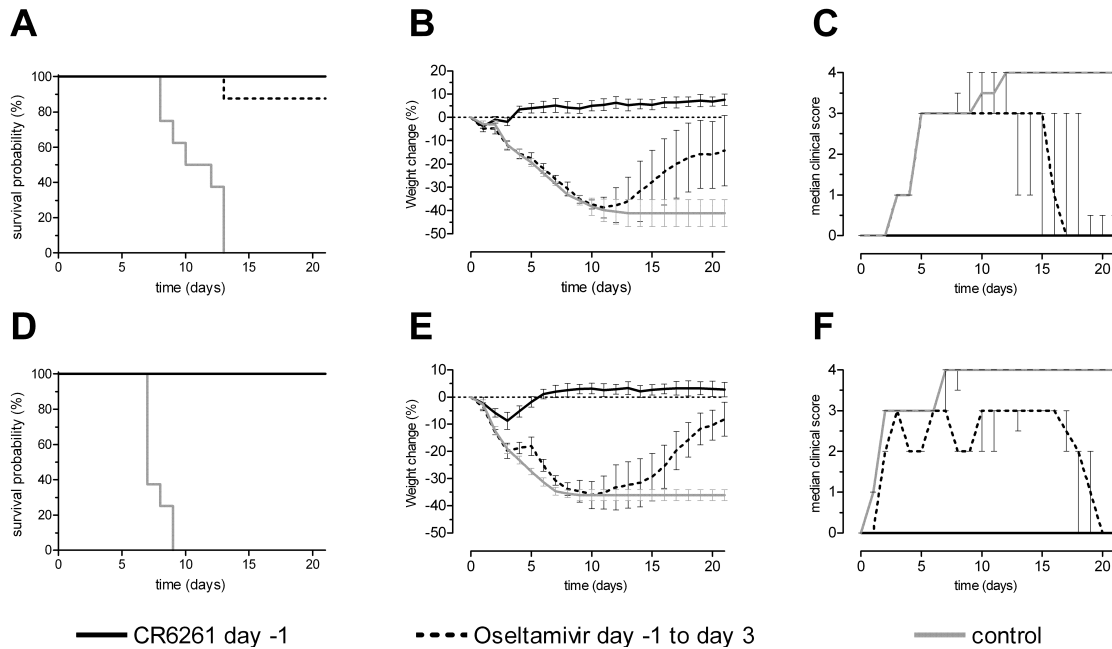 A
survival probability (%)
100
80
60
40
20
0
0 5 10 15 20
time (days)
B
Weight change (%)
20
10
0
-10
-20
-30
-40
-50
0 5 10 15 20
time (days)
C
median clinical score
4
3
2
1
0
0 5 10 15 20
time (days)
D
survival probability (%)
100
80
60
40
20
0
0 5 10 15 20
time (days)
E
Weight change (%)
10
0
-10
-20
-30
-40
-50
0 5 10 15 20
time (days)
F
median clinical score
4
3
2
1
0
0 5 10 15 20
time (days)
CR6261 day -1
Oseltamivir day -1 to day 3
control